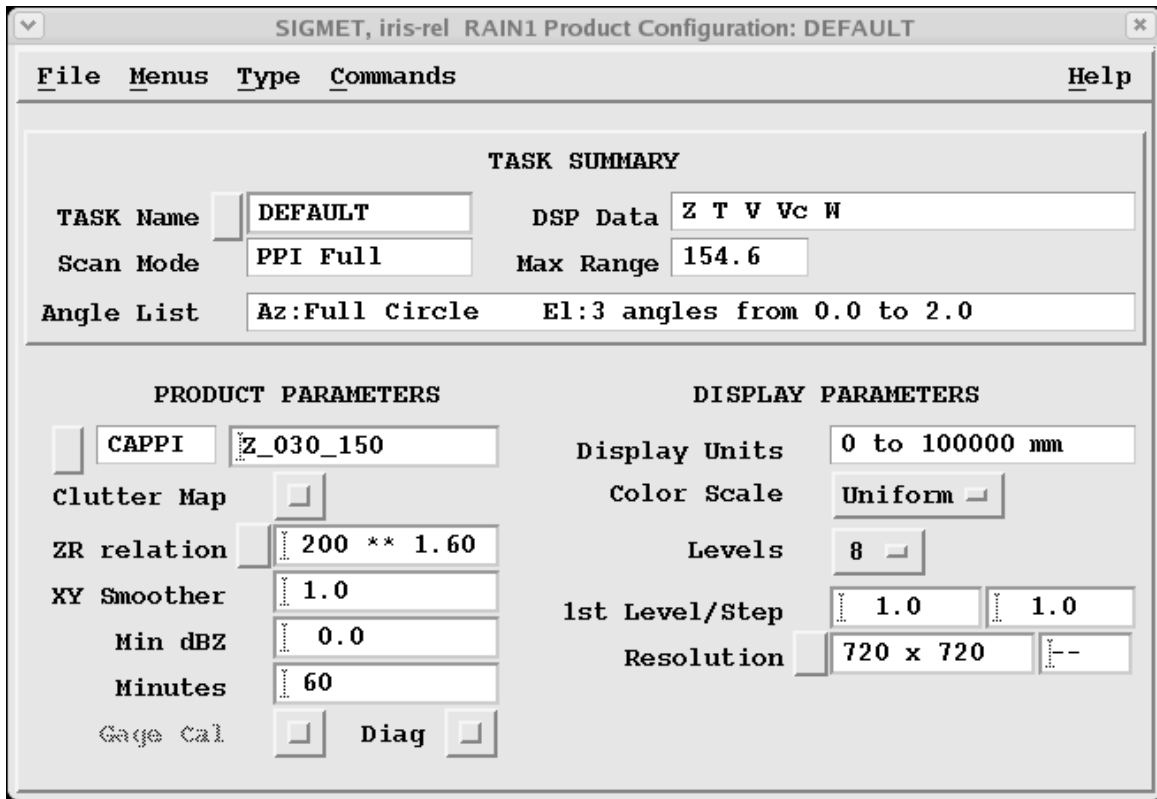 SIGMET, iris-rel RAIN1 Product Configuration: DEFAULT
File Menus Type Commands Help
TASK SUMMARY
TASK Name DEFAULT DSP Data Z T V Vc W
Scan Mode PPI Full Max Range 154.6
Angle List Az:Full Circle El:3 angles from 0.0 to 2.0
PRODUCT PARAMETERS DISPLAY PARAMETERS
CAPPI Z_030_150 Display Units 0 to 100000 mm
Clutter Map Color Scale Uniform
ZR relation 200 ** 1.60 Levels 8
XY Smoother 1.0 1st Level/Step 1.0 1.0
Min dBZ 0.0 Resolution 720 x 720 --
Minutes 60
Gage Cal Diag